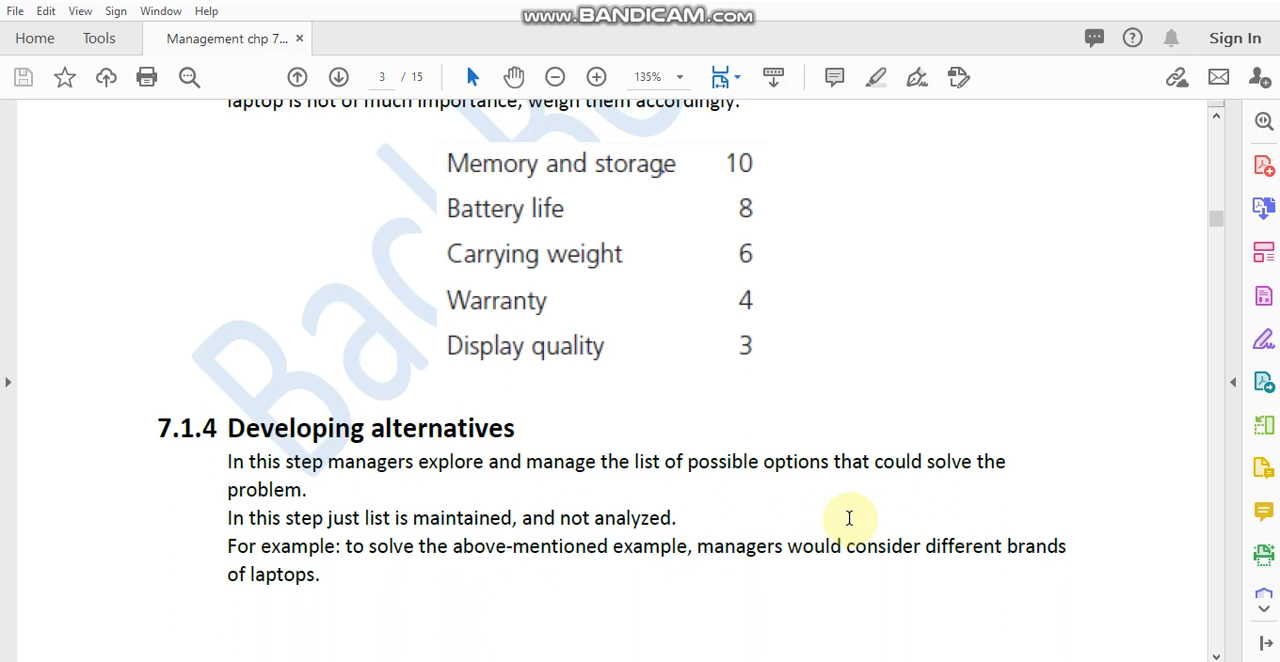 File Edit View Sign Window Help
www.BANDICAM.com
Home Tools Management chp 7... × Sign In
3 / 15 135%
laptop is not of much importance, weigh them accordingly.
Memory and storage 10
Battery life 8
Carrying weight 6
Warranty 4
Display quality 3
7.1.4 Developing alternatives
In this step managers explore and manage the list of possible options that could solve the
problem.
In this step just list is maintained, and not analyzed.
For example: to solve the above-mentioned example, managers would consider different brands
of laptops.